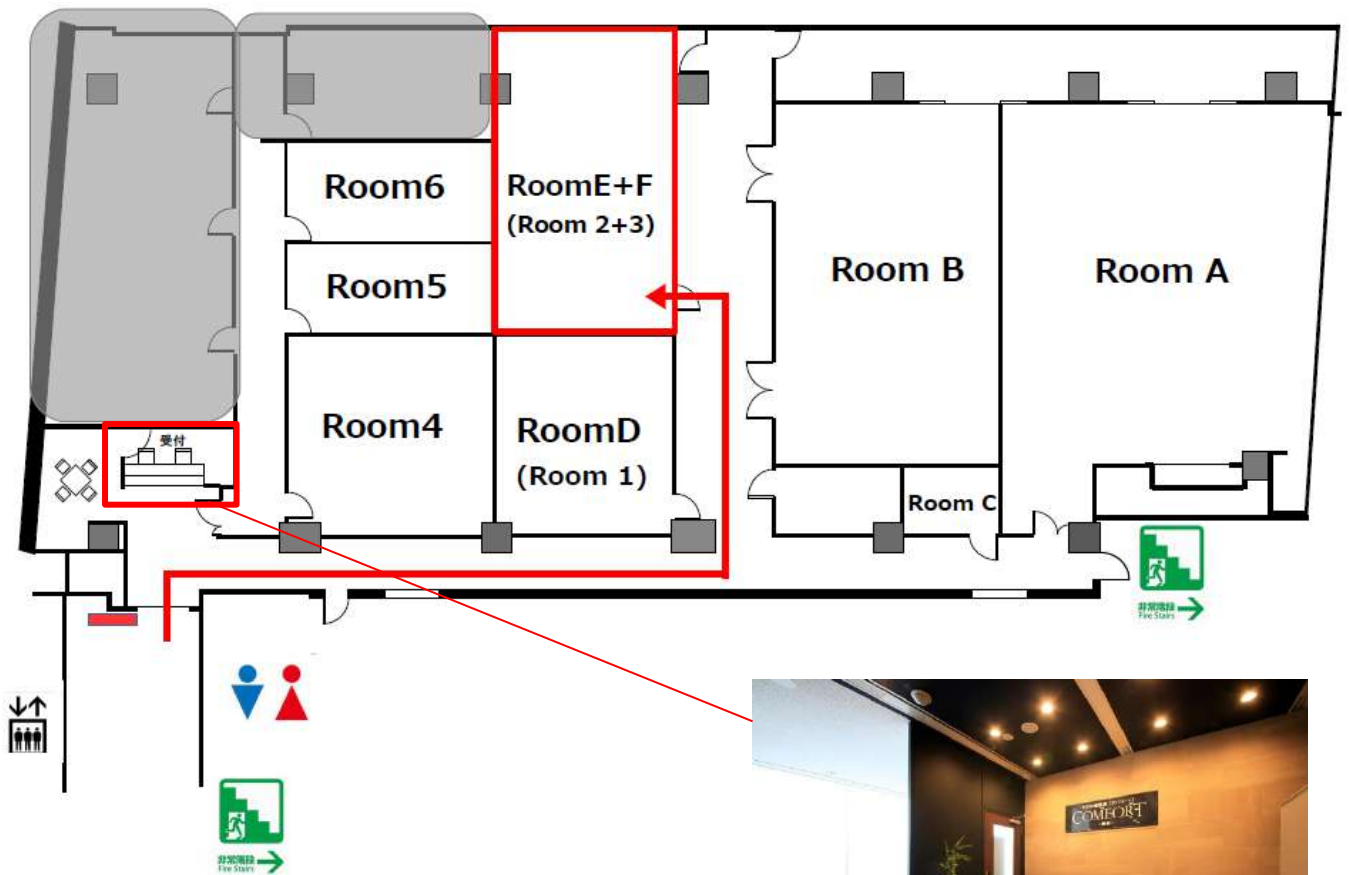 Room6
RoomE+F
(Room 2+3)
Room5
Room B
Room A
Room4
RoomD
(Room 1)
受付
Room C
非常階段
Fire Stairs
非常階段
Fire Stairs
COMFORT